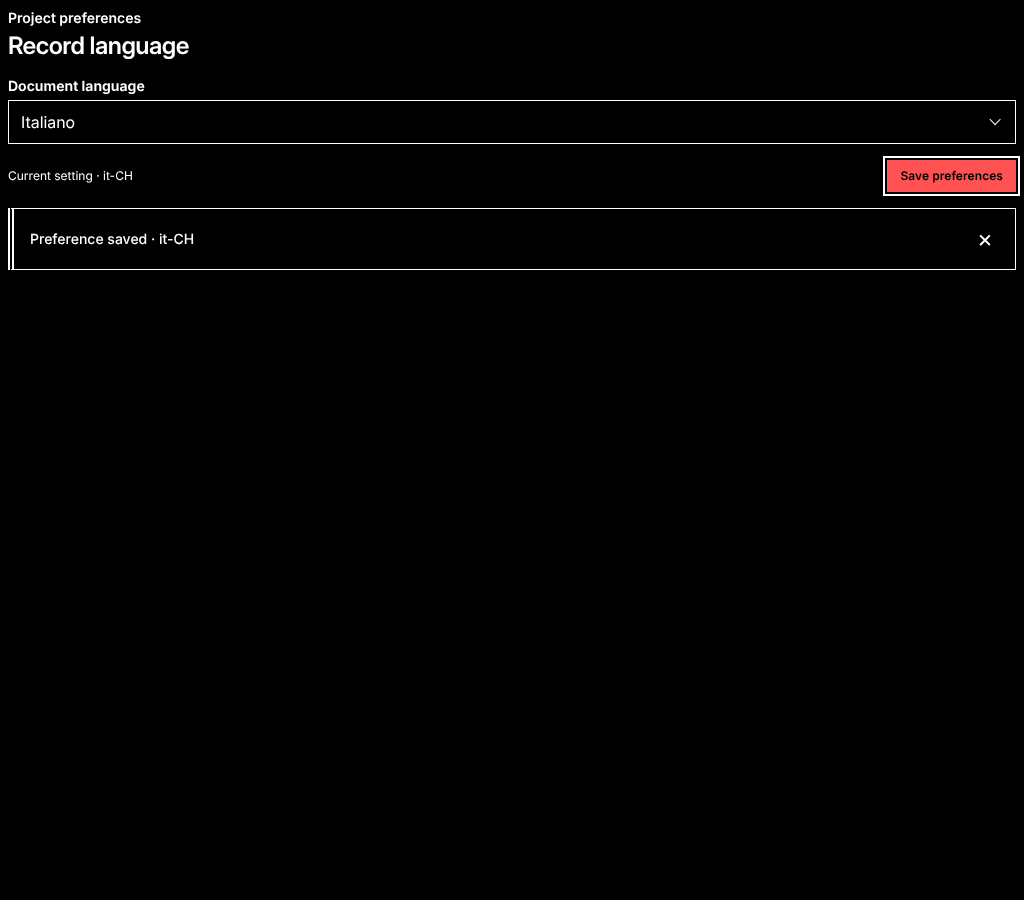 Project preferences
Record language
Document language
Italiano
Current setting · it-CH
Save preferences
Preference saved · it-CH